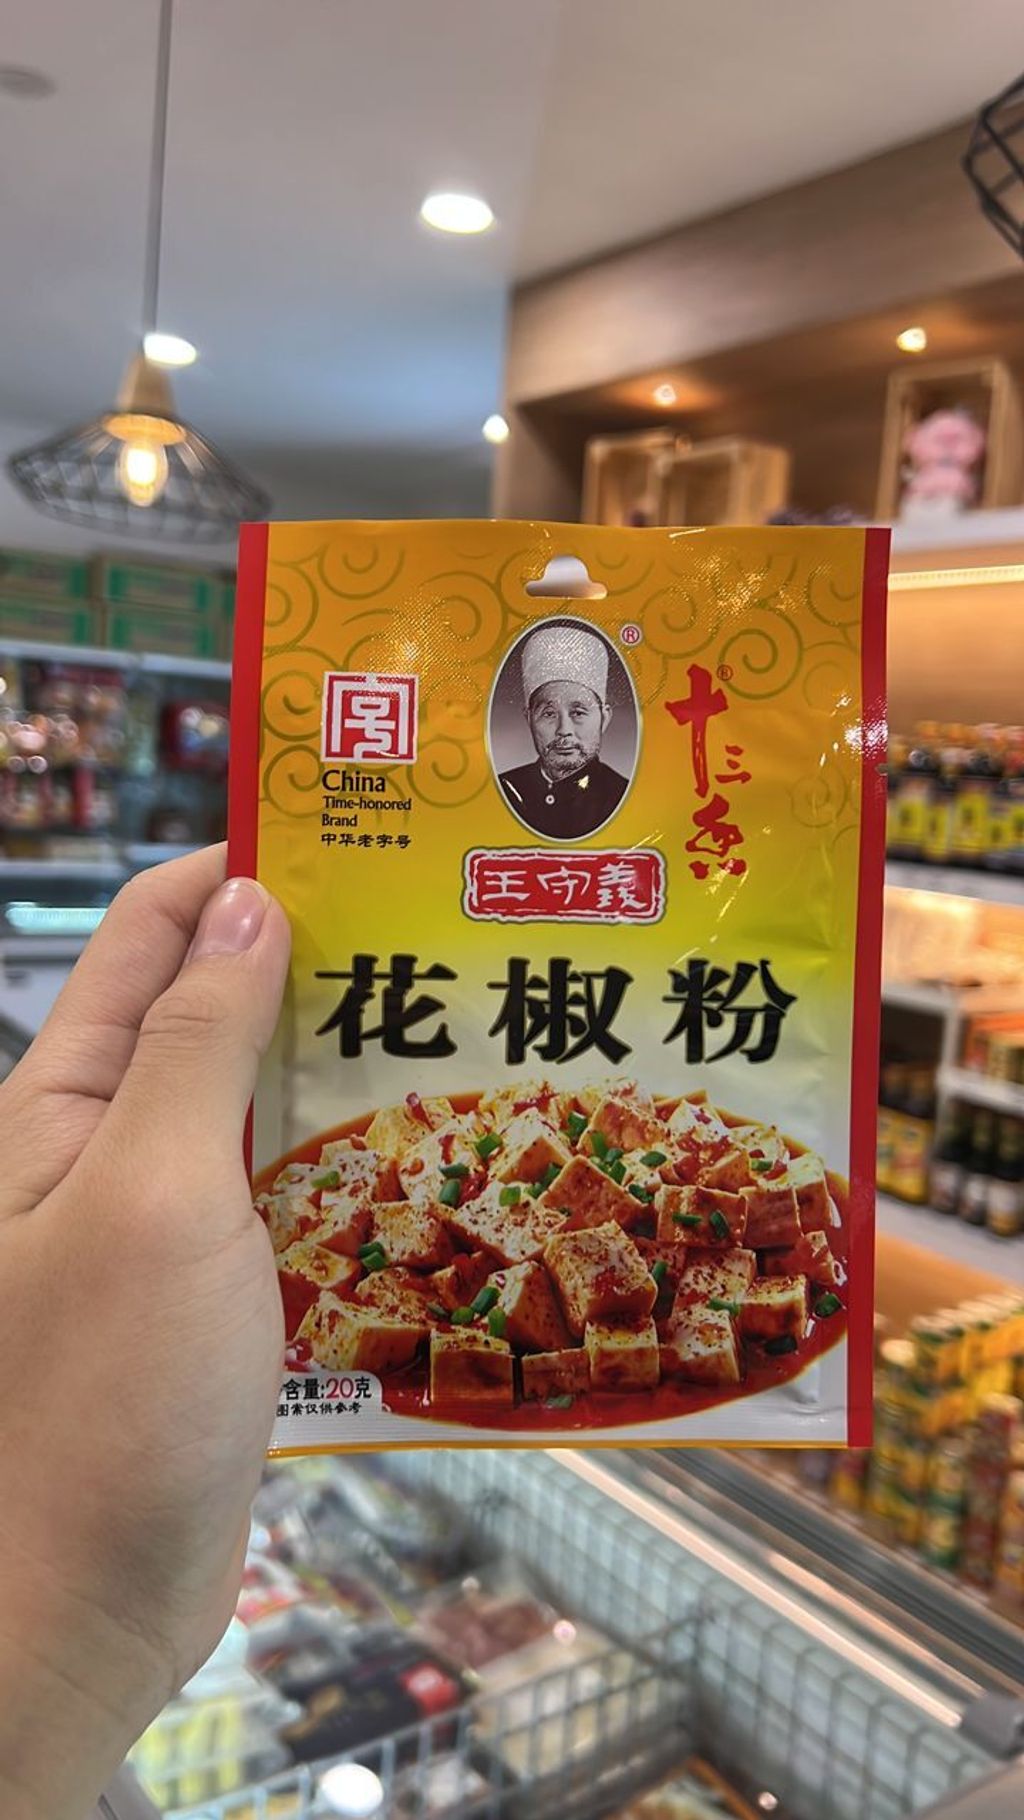 ®
十三香®
China
Time-honored
Brand
中华老字号
王守義
花椒粉
含量:20克
图案仅供参考